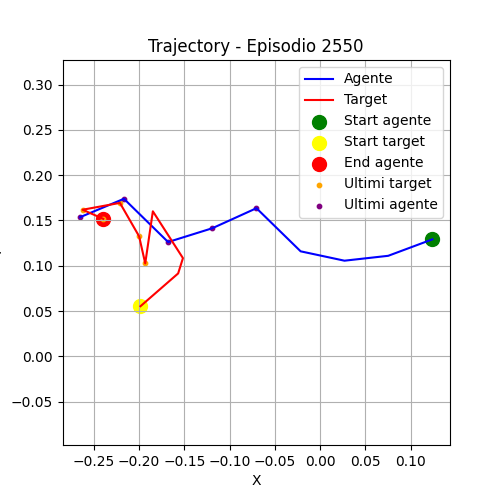 Trajectory - Episodio 2550
Agente
Target
Start agente
Start target
End agente
Ultimi target
Ultimi agente
0.30
0.25
0.20
0.15
0.10
0.05
0.00
−0.05
−0.25
−0.20
−0.15
−0.10
−0.05
0.00
0.05
0.10
X